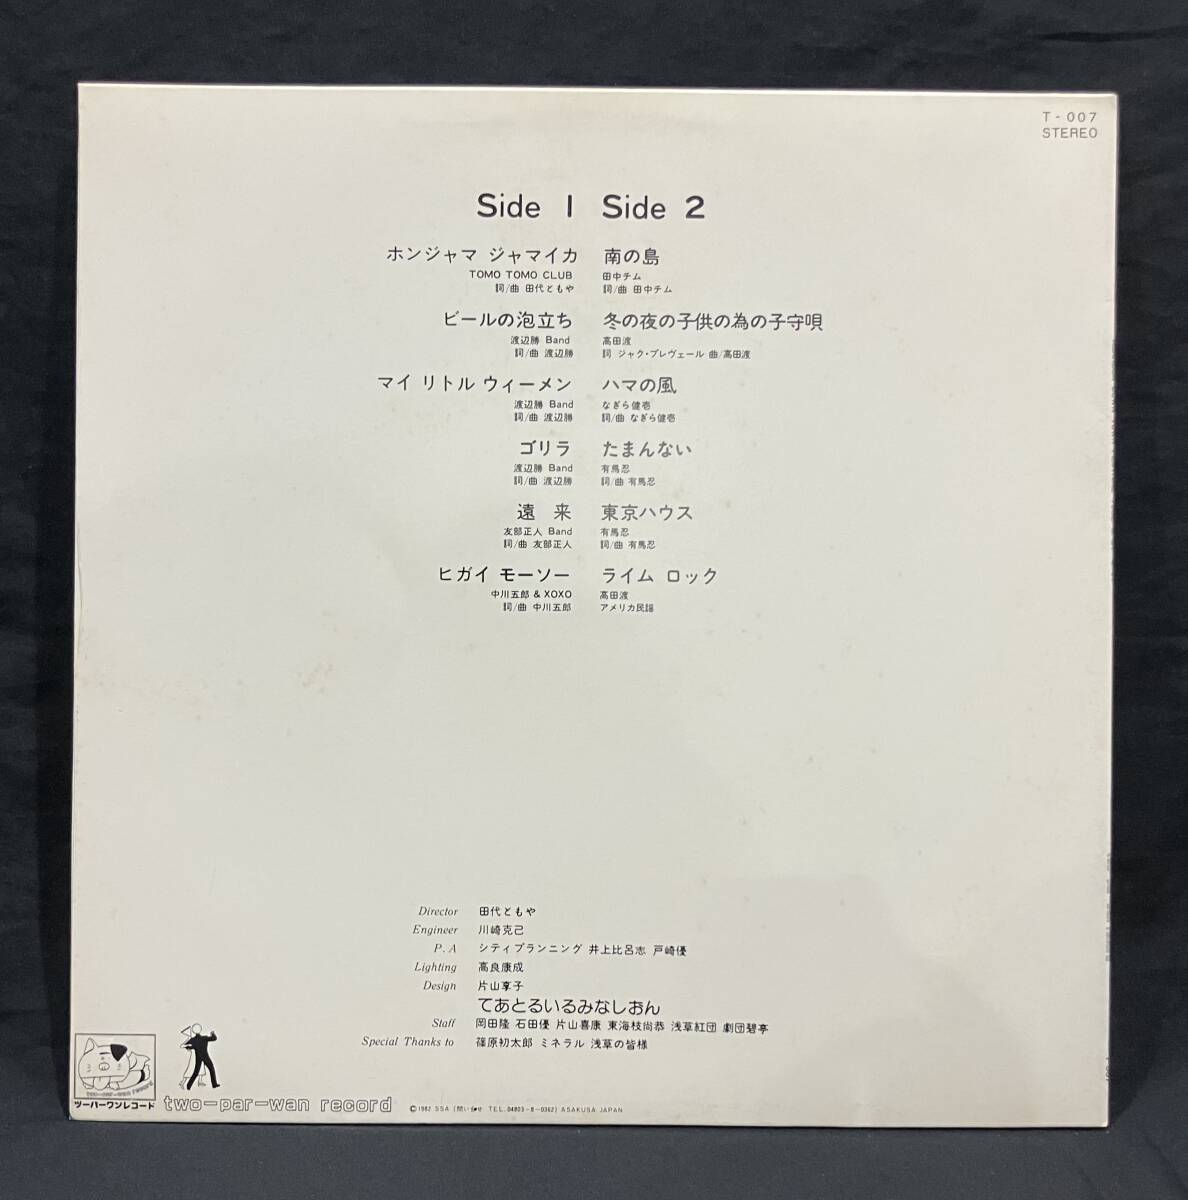 T-007
STEREO
Side 1
ホンジャマ ジャマイカ
TOMO TOMO CLUB
詞/曲 田代ともや
ビールの泡立ち
渡辺勝 Band
詞/曲 渡辺勝
マイ リトル ウィーメン
渡辺勝 Band
詞/曲 渡辺勝
ゴリラ
渡辺勝 Band
詞/曲 渡辺勝
遠 来
友部正人 Band
詞/曲 友部正人
ヒガイ モーソー
中川五郎 & XOXO
詞/曲 中川五郎
Side 2
南の島
田中チム
詞/曲 田中チム
冬の夜の子供の為の子守唄
高田渡
詞 ジャク・プレヴェール 曲/高田渡
ハマの風
なぎら健壱
詞/曲 なぎら健壱
たまんない
有馬忍
詞/曲 有馬忍
東京ハウス
有馬忍
詞/曲 有馬忍
ライム ロック
高田渡
アメリカ民謡
Director 田代ともや
Engineer 川崎克己
P.A シティプランニング 井上比呂志 戸崎優
Lighting 高良康成
Design 片山享子
てあとるいるみなしおん
Staff 岡田隆 石田優 片山喜康 東海枝尚恭 浅草紅団 劇団碧亭
Special Thanks to 篠原初太郎 ミネラル 浅草の皆様
two-par-wan record
ツーパーワンレコード
two-par-wan record
©1982 SSA (問い合せ TEL.04803-8-0362) ASAKUSA JAPAN